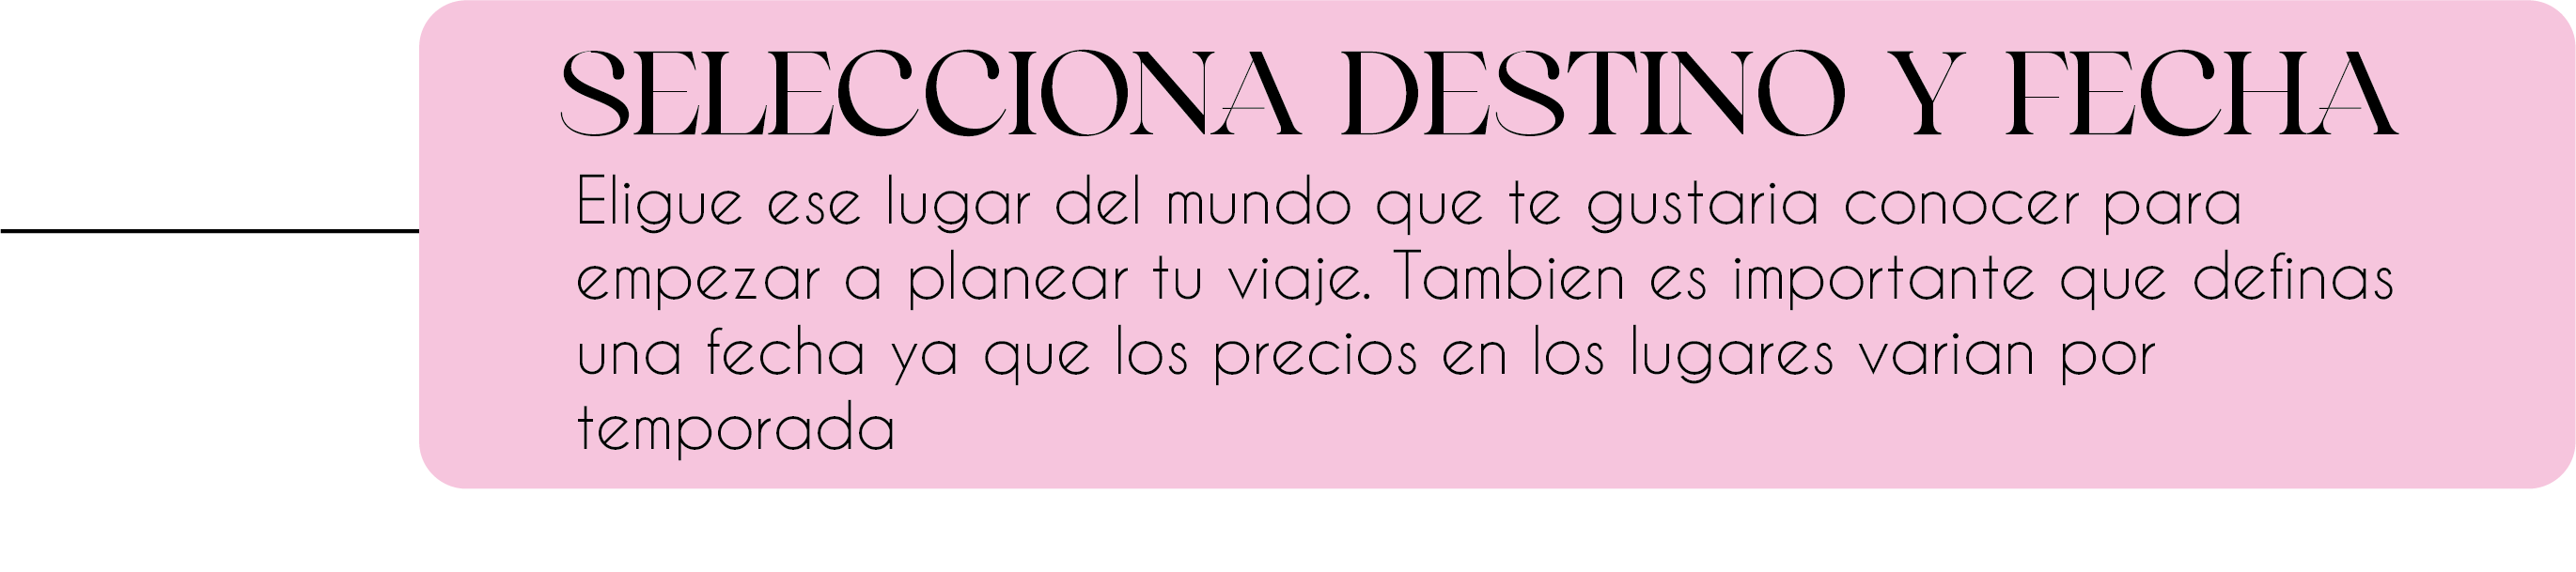 SELECCIONA DESTINO Y FECHA
Eligue ese lugar del mundo que te gustaria conocer para
empezar a planear tu viaje. Tambien es importante que definas
una fecha ya que los precios en los lugares varian por
temporada